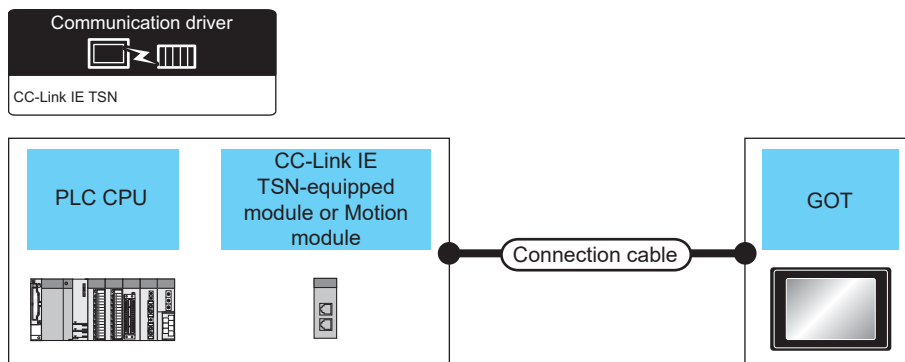 Communication driver
CC-Link IE TSN
PLC CPU
CC-Link IE
TSN-equipped
module or Motion
module
Connection cable
GOT